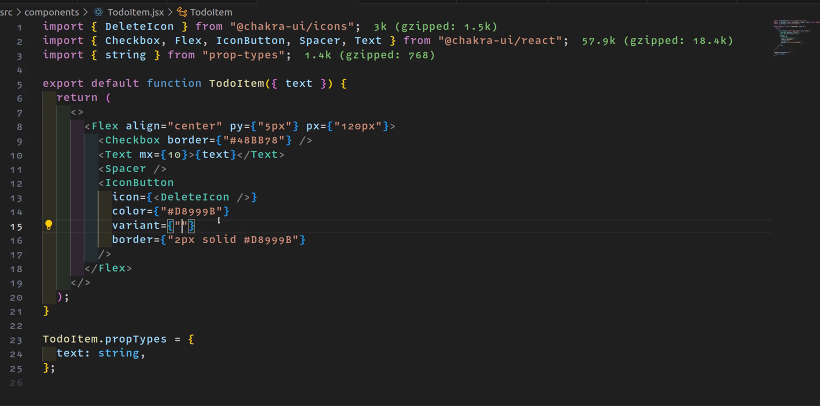 src > components > TodoItem.jsx > TodoItem
1 import { DeleteIcon } from "@chakra-ui/icons"; 3k (gzipped: 1.5k)
2 import { Checkbox, Flex, IconButton, Spacer, Text } from "@chakra-ui/react"; 57.9k (gzipped: 18.4k)
3 import { string } from "prop-types"; 1.4k (gzipped: 768)
4
5 export default function TodoItem({ text }) {
6 return (
7 <>
8 <Flex align="center" py={"5px"} px={"120px"}>
9 <Checkbox border={"#48BB78"} />
10 <Text mx={10}>{text}</Text>
11 <Spacer />
12 <IconButton
13 icon={<DeleteIcon />}
14 color={"#D8999B"}
15 variant={""}
16 border={"2px solid #D8999B"}
17 />
18 </Flex>
19 </>
20 );
21 }
22
23 TodoItem.propTypes = {
24 text: string,
25 };
26